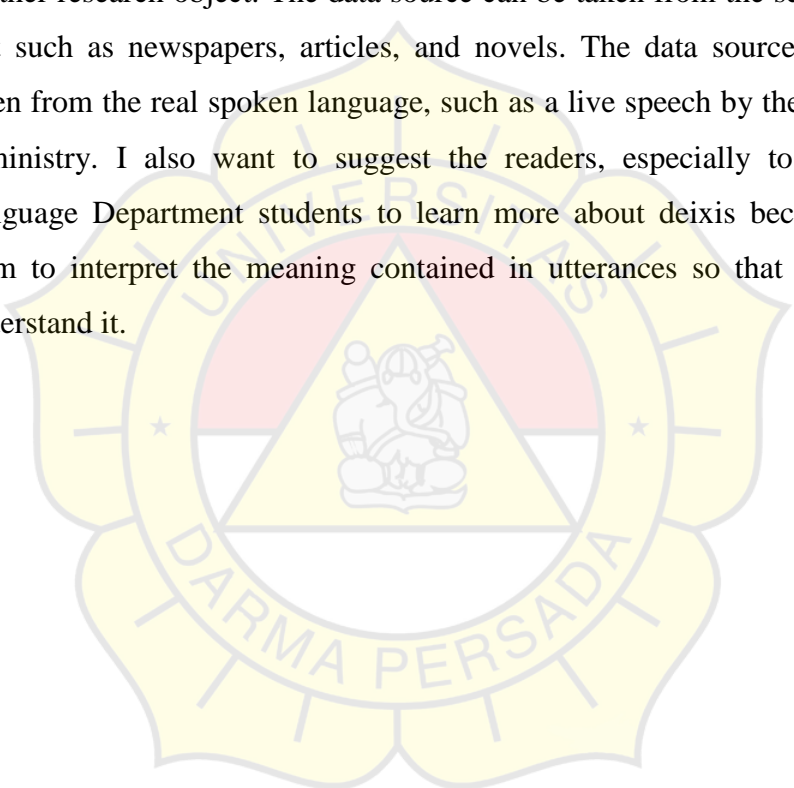 ther research object. The data source can be taken from the se
such as newspapers, articles, and novels. The data source
en from the real spoken language, such as a live speech by the
ministry. I also want to suggest the readers, especially to
guage Department students to learn more about deixis bec
m to interpret the meaning contained in utterances so that
erstand it.
UNIVERSITAS
DARMA PERSADA